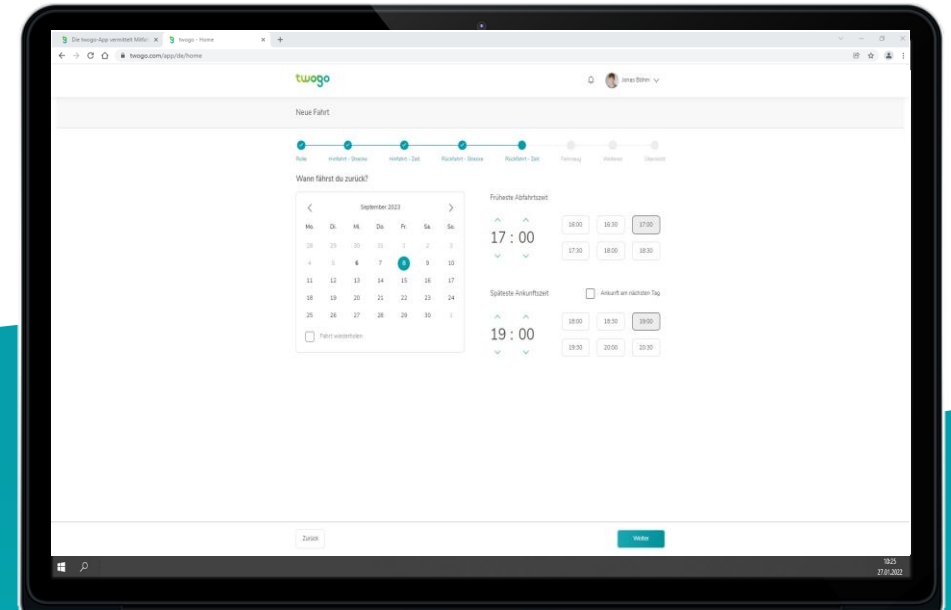 Die twogo-App vermittelt Mitfa
twogo - Home
twogo.com/app/de/home
twogo
Jonas Böhm
Neue Fahrt
Rolle Hinfahrt - Strecke Hinfahrt - Zeit Rückfahrt - Strecke Rückfahrt - Zeit Fahrzeug Weiteres Übersicht
Wann fährst du zurück?
September 2023
Mo. Di. Mi. Do. Fr. Sa. So.
28 29 30 31 1 2 3
4 5 6 7 8 9 10
11 12 13 14 15 16 17
18 19 20 21 22 23 24
25 26 27 28 29 30 1
Fahrt wiederholen
Früheste Abfahrtszeit
17 : 00
16:00 16:30 17:00
17:30 18:00 18:30
Späteste Ankunftszeit
Ankunft am nächsten Tag
19 : 00
18:00 18:30 19:00
19:30 20:00 20:30
Zurück
Weiter
10:25
27.01.2022